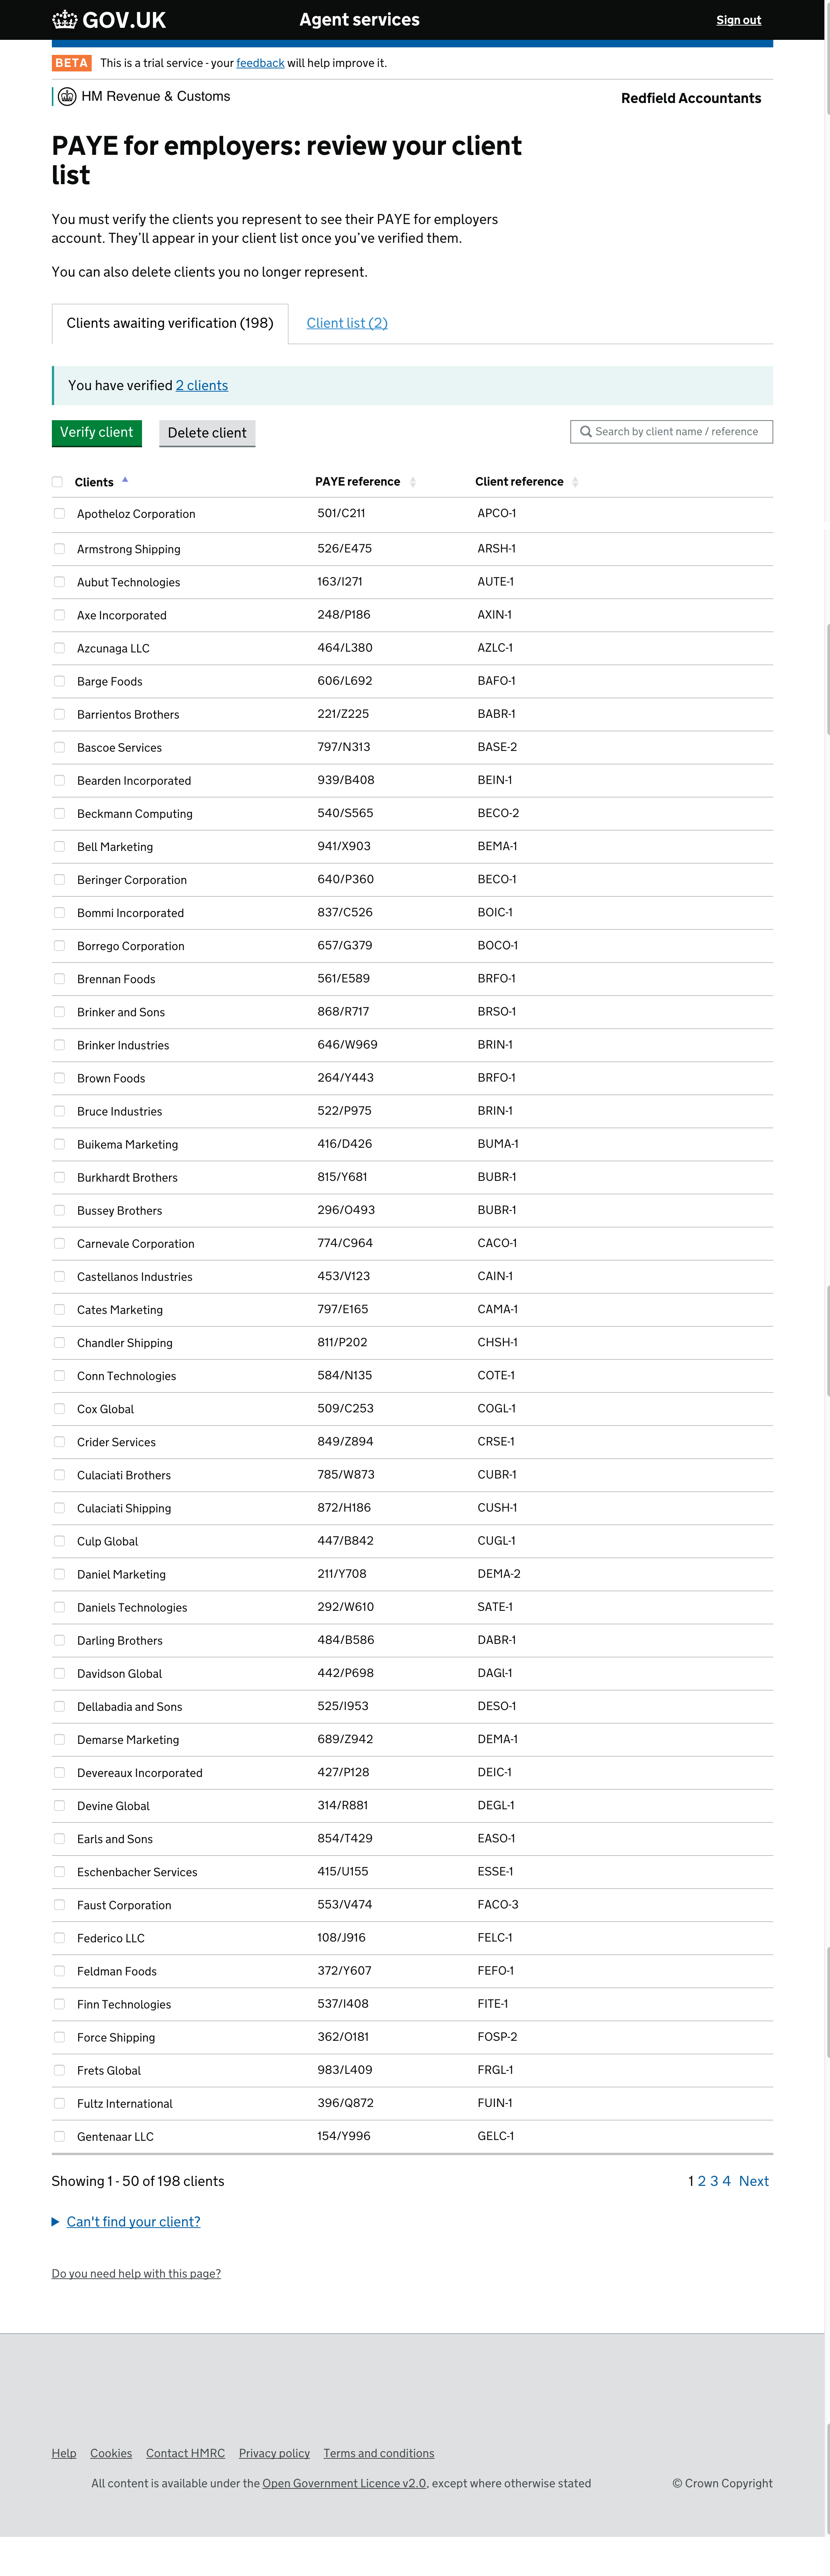 GOV.UK Agent services Sign out
BETA This is a trial service - your feedback will help improve it.
HM Revenue & Customs Redfield Accountants
PAYE for employers: review your client
list
You must verify the clients you represent to see their PAYE for employers
account. They’ll appear in your client list once you’ve verified them.
You can also delete clients you no longer represent.
Clients awaiting verification (198) Client list (2)
You have verified 2 clients
Verify client Delete client Search by client name / reference
Clients PAYE reference Client reference
Apotheloz Corporation 501/C211 APCO-1
Armstrong Shipping 526/E475 ARSH-1
Aubut Technologies 163/I271 AUTE-1
Axe Incorporated 248/P186 AXIN-1
Azcunaga LLC 464/L380 AZLC-1
Barge Foods 606/L692 BAFO-1
Barrientos Brothers 221/Z225 BABR-1
Bascoe Services 797/N313 BASE-2
Bearden Incorporated 939/B408 BEIN-1
Beckmann Computing 540/S565 BECO-2
Bell Marketing 941/X903 BEMA-1
Beringer Corporation 640/P360 BECO-1
Bommi Incorporated 837/C526 BOIC-1
Borrego Corporation 657/G379 BOCO-1
Brennan Foods 561/E589 BRFO-1
Brinker and Sons 868/R717 BRSO-1
Brinker Industries 646/W969 BRIN-1
Brown Foods 264/Y443 BRFO-1
Bruce Industries 522/P975 BRIN-1
Buikema Marketing 416/D426 BUMA-1
Burkhardt Brothers 815/Y681 BUBR-1
Bussey Brothers 296/O493 BUBR-1
Carnevale Corporation 774/C964 CACO-1
Castellanos Industries 453/V123 CAIN-1
Cates Marketing 797/E165 CAMA-1
Chandler Shipping 811/P202 CHSH-1
Conn Technologies 584/N135 COTE-1
Cox Global 509/C253 COGL-1
Crider Services 849/Z894 CRSE-1
Culaciati Brothers 785/W873 CUBR-1
Culaciati Shipping 872/H186 CUSH-1
Culp Global 447/B842 CUGL-1
Daniel Marketing 211/Y708 DEMA-2
Daniels Technologies 292/W610 SATE-1
Darling Brothers 484/B586 DABR-1
Davidson Global 442/P698 DAGl-1
Dellabadia and Sons 525/I953 DESO-1
Demarse Marketing 689/Z942 DEMA-1
Devereaux Incorporated 427/P128 DEIC-1
Devine Global 314/R881 DEGL-1
Earls and Sons 854/T429 EASO-1
Eschenbacher Services 415/U155 ESSE-1
Faust Corporation 553/V474 FACO-3
Federico LLC 108/J916 FELC-1
Feldman Foods 372/Y607 FEFO-1
Finn Technologies 537/I408 FITE-1
Force Shipping 362/O181 FOSP-2
Frets Global 983/L409 FRGL-1
Fultz International 396/Q872 FUIN-1
Gentenaar LLC 154/Y996 GELC-1
Showing 1 - 50 of 198 clients 1 2 3 4 Next
Can't find your client?
Do you need help with this page?
Help Cookies Contact HMRC Privacy policy Terms and conditions
All content is available under the Open Government Licence v2.0, except where otherwise stated © Crown Copyright